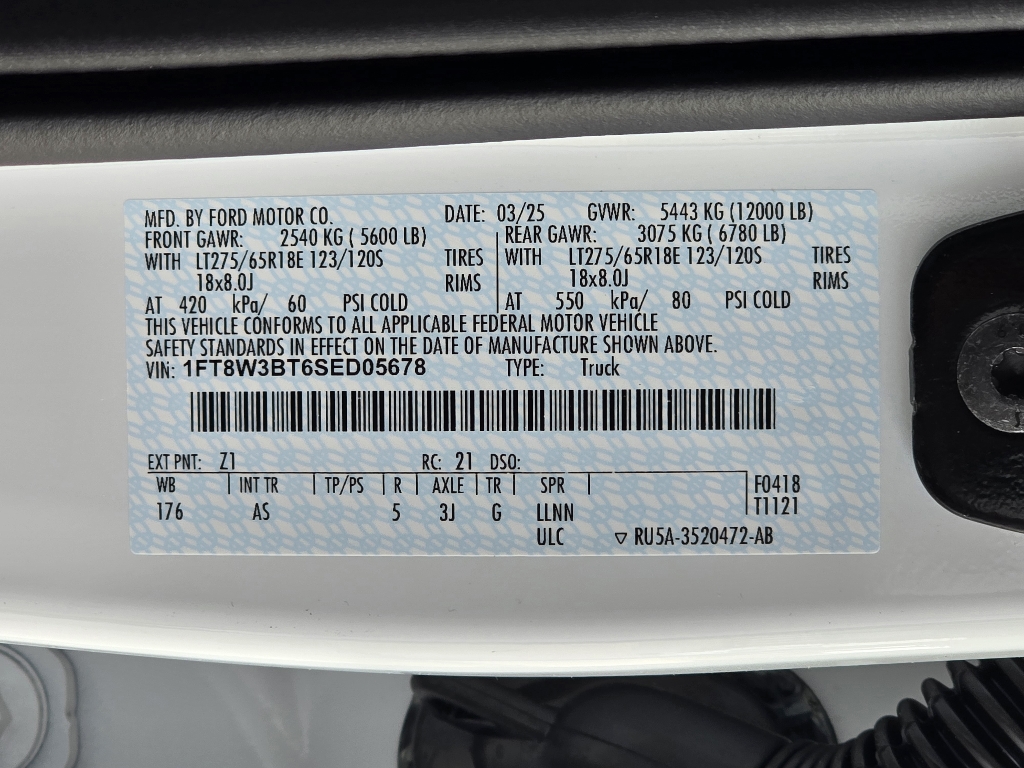 MFD. BY FORD MOTOR CO. DATE: 03/25 GVWR: 5443 KG (12000 LB)
FRONT GAWR: 2540 KG ( 5600 LB) REAR GAWR: 3075 KG ( 6780 LB)
WITH LT275/65R18E 123/120S TIRES WITH LT275/65R18E 123/120S TIRES
18x8.0J RIMS 18x8.0J RIMS
AT 420 kPa/ 60 PSI COLD AT 550 kPa/ 80 PSI COLD
THIS VEHICLE CONFORMS TO ALL APPLICABLE FEDERAL MOTOR VEHICLE
SAFETY STANDARDS IN EFFECT ON THE DATE OF MANUFACTURE SHOWN ABOVE.
VIN: 1FT8W3BT6SED05678 TYPE: Truck
EXT PNT: Z1 RC: 21 DSO:
WB INT TR TP/PS R AXLE TR SPR F0418
176 AS 5 3J G LLNN T1121
ULC ▽ RU5A-3520472-AB